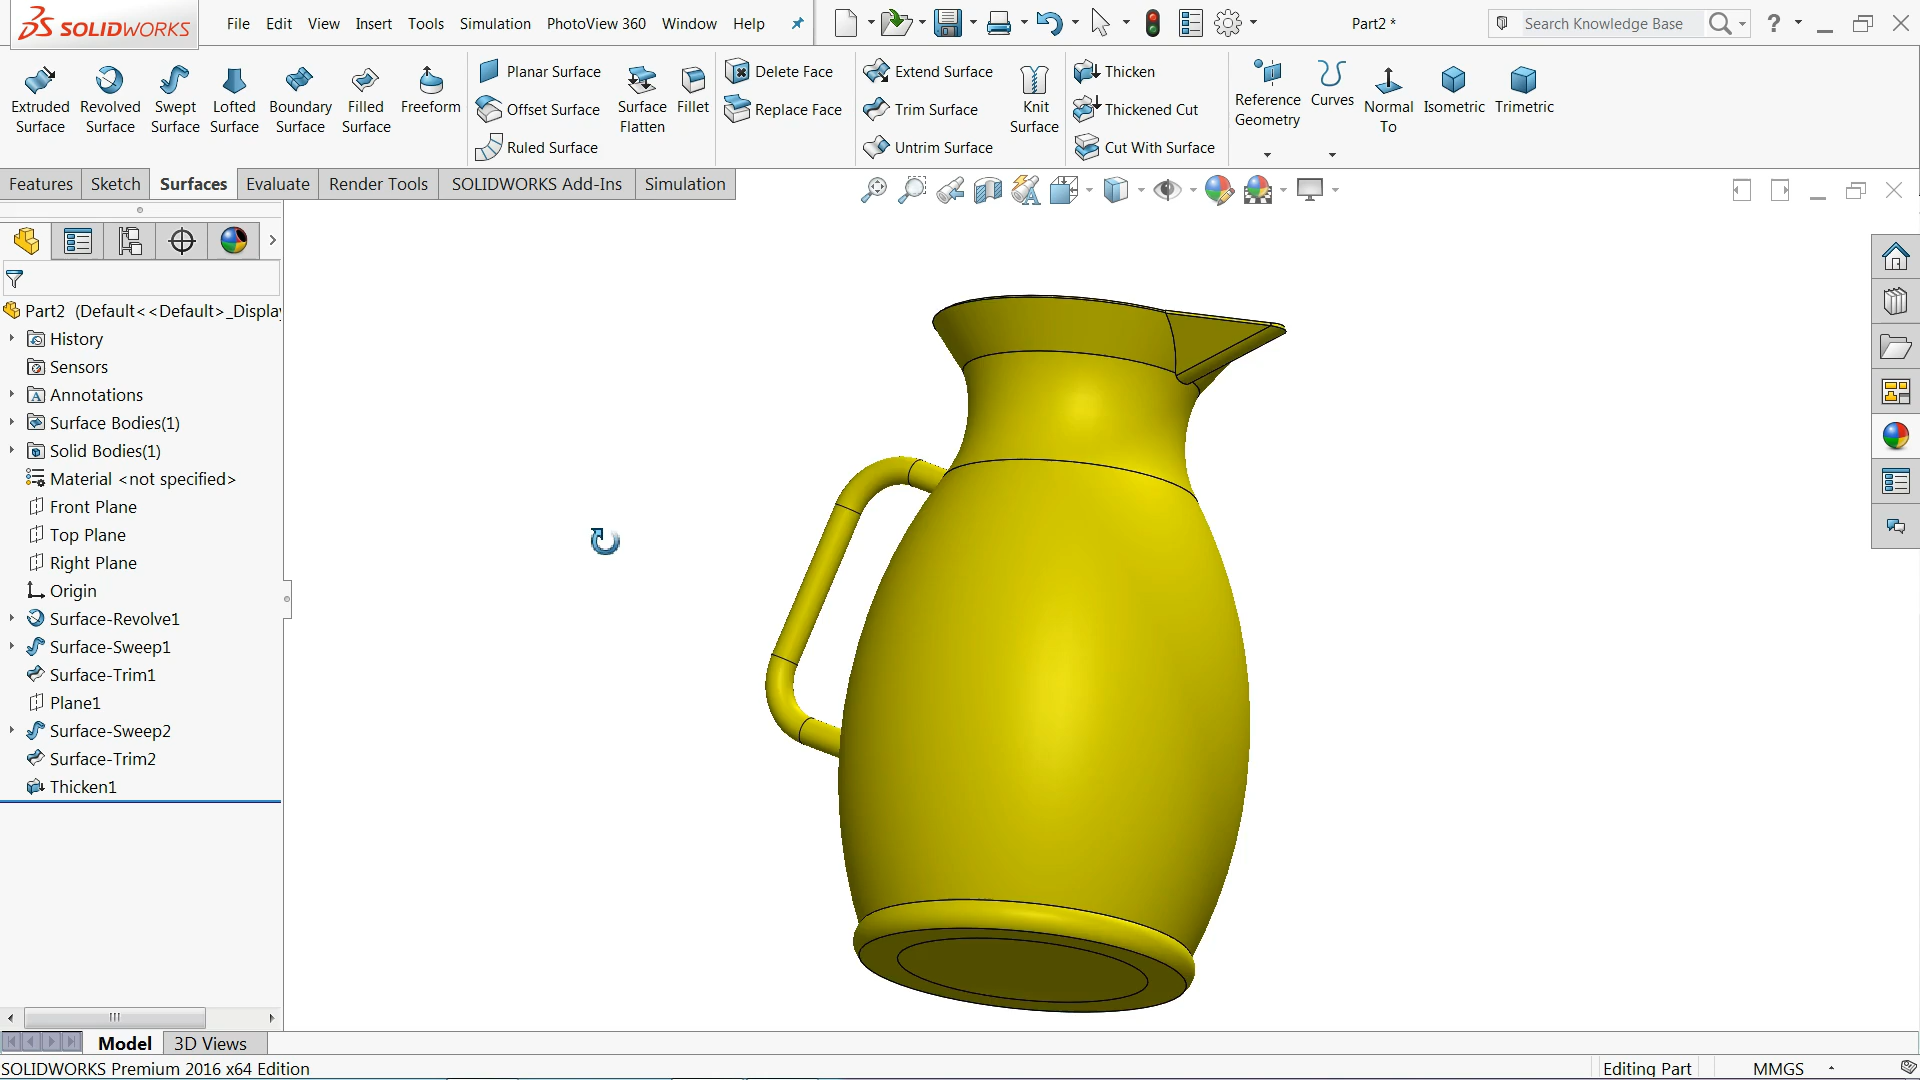 SOLIDWORKS
File Edit View Insert Tools Simulation PhotoView 360 Window Help
Part2 *
Search Knowledge Base
?
Extruded Surface
Revolved Surface
Swept Surface
Lofted Surface
Boundary Surface
Filled Surface
Freeform
Planar Surface
Offset Surface
Ruled Surface
Surface Flatten
Fillet
Delete Face
Replace Face
Extend Surface
Trim Surface
Untrim Surface
Knit Surface
Thicken
Thickened Cut
Cut With Surface
Reference Geometry
Curves
Normal To
Isometric
Trimetric
Features Sketch Surfaces Evaluate Render Tools SOLIDWORKS Add-Ins Simulation
Part2 (Default<<Default>_Displa
History
Sensors
Annotations
Surface Bodies(1)
Solid Bodies(1)
Material <not specified>
Front Plane
Top Plane
Right Plane
Origin
Surface-Revolve1
Surface-Sweep1
Surface-Trim1
Plane1
Surface-Sweep2
Surface-Trim2
Thicken1
Model 3D Views
SOLIDWORKS Premium 2016 x64 Edition
Editing Part
MMGS